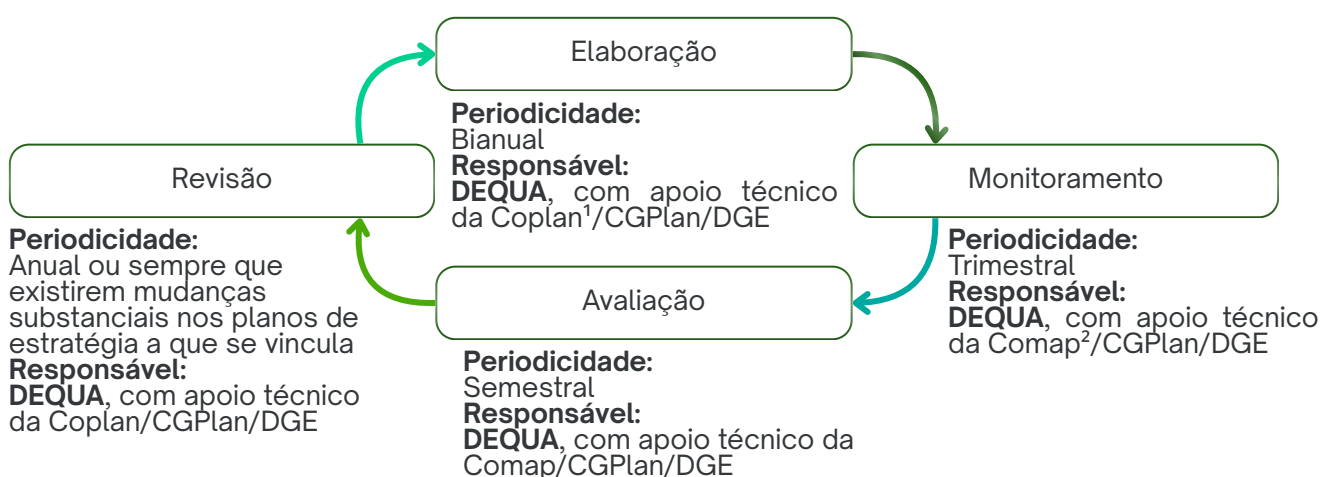 Elaboração
Periodicidade:
Bianual
Responsável:
DEQUA, com apoio técnico
da Coplan¹/CGPlan/DGE
Monitoramento
Periodicidade:
Trimestral
Responsável:
DEQUA, com apoio técnico
da Comap²/CGPlan/DGE
Avaliação
Periodicidade:
Semestral
Responsável:
DEQUA, com apoio técnico da
Comap/CGPlan/DGE
Revisão
Periodicidade:
Anual ou sempre que
existirem mudanças
substanciais nos planos de
estratégia a que se vincula
Responsável:
DEQUA, com apoio técnico
da Coplan/CGPlan/DGE